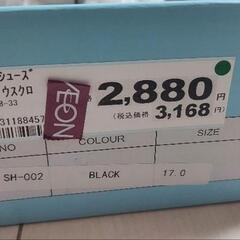 シューズ
ウスクロ
8-33
31188457
ÆON
2,880円
(税込価格 3,168円)
NO COLOUR SIZE
SH-002 BLACK 17.0